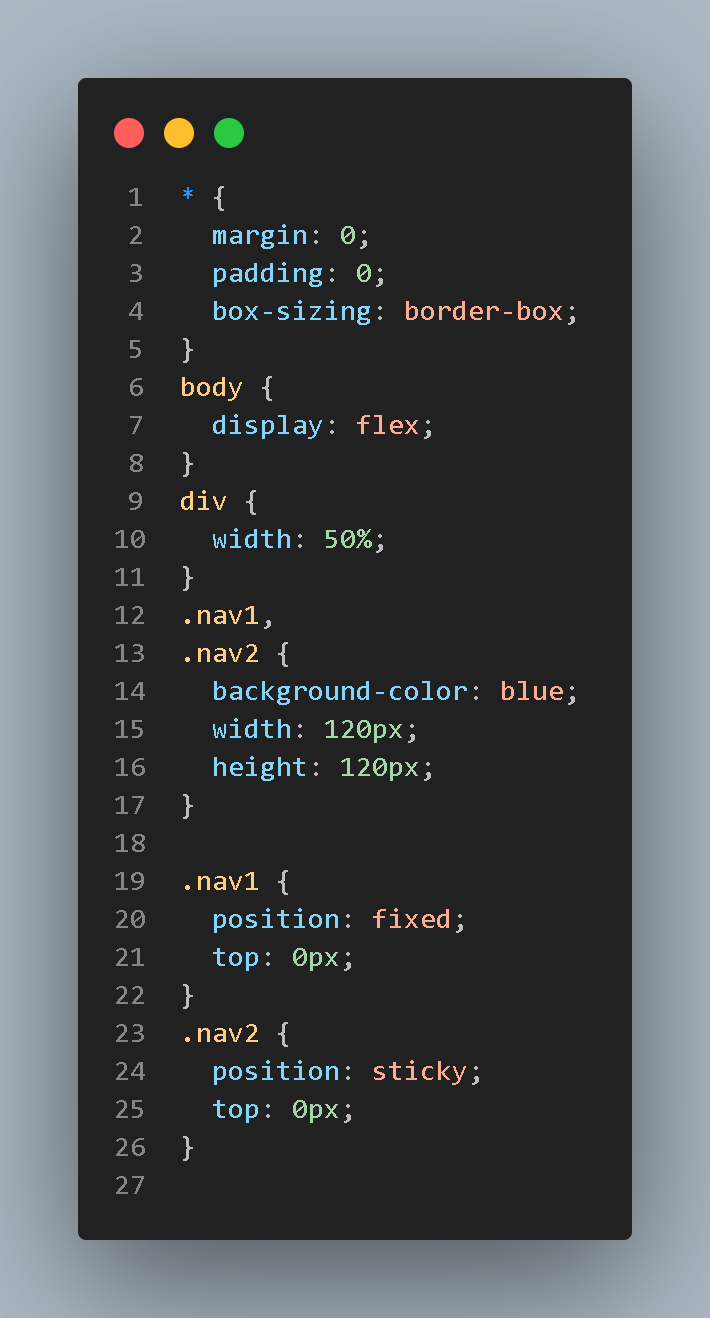 1 * {
2   margin: 0;
3   padding: 0;
4   box-sizing: border-box;
5 }
6 body {
7   display: flex;
8 }
9 div {
10   width: 50%;
11 }
12 .nav1,
13 .nav2 {
14   background-color: blue;
15   width: 120px;
16   height: 120px;
17 }
18
19 .nav1 {
20   position: fixed;
21   top: 0px;
22 }
23 .nav2 {
24   position: sticky;
25   top: 0px;
26 }
27